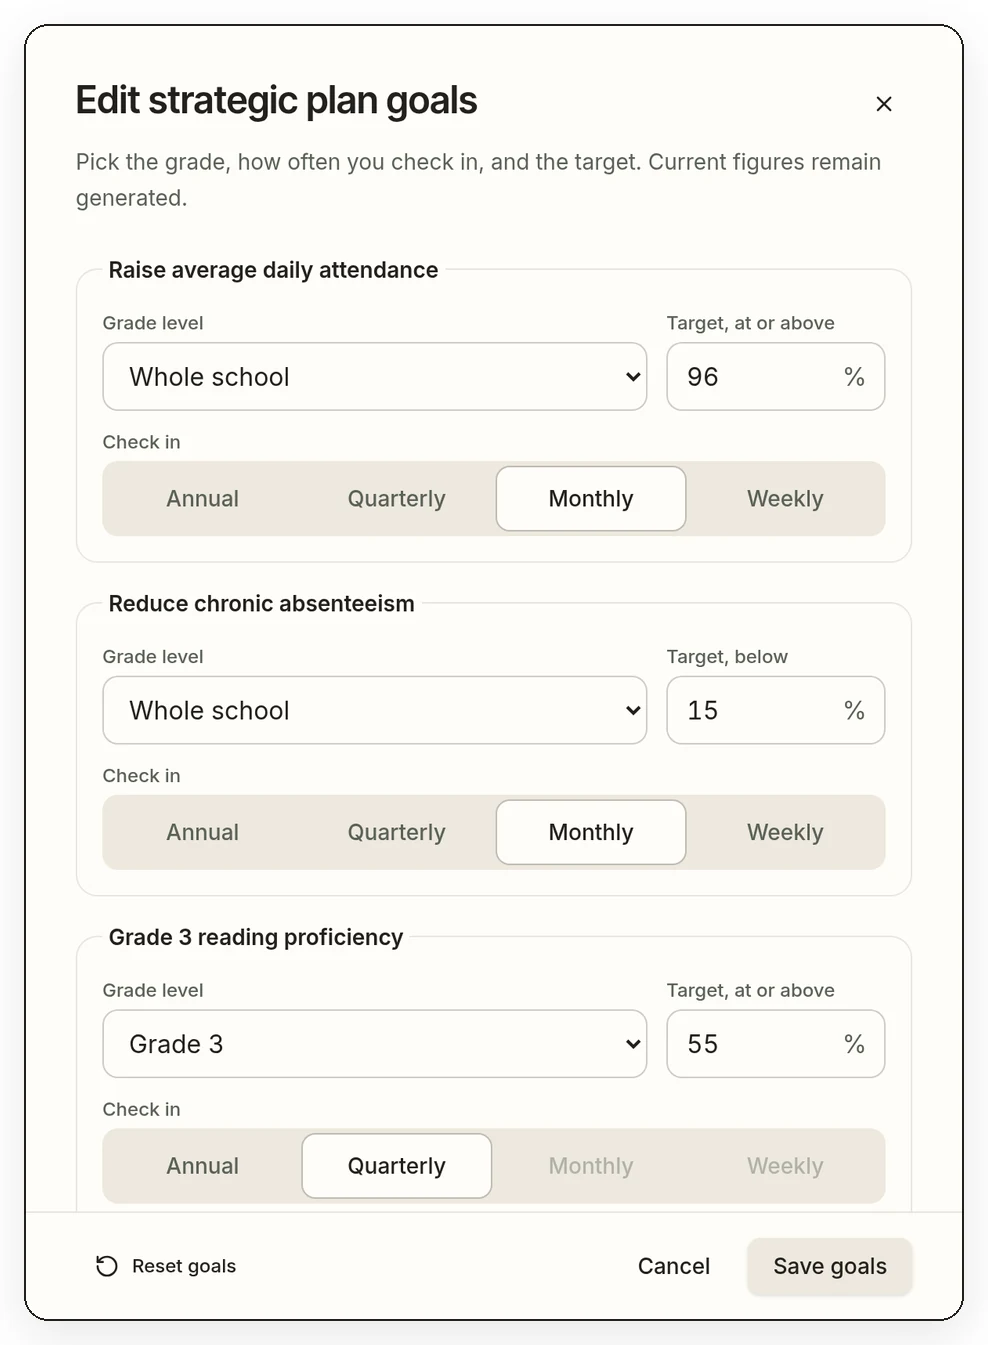 Edit strategic plan goals
Pick the grade, how often you check in, and the target. Current figures remain
generated.
Raise average daily attendance
Grade level
Target, at or above
Whole school
96 %
Check in
Annual Quarterly Monthly Weekly
Reduce chronic absenteeism
Grade level
Target, below
Whole school
15 %
Check in
Annual Quarterly Monthly Weekly
Grade 3 reading proficiency
Grade level
Target, at or above
Grade 3
55 %
Check in
Annual Quarterly Monthly Weekly
Reset goals
Cancel
Save goals